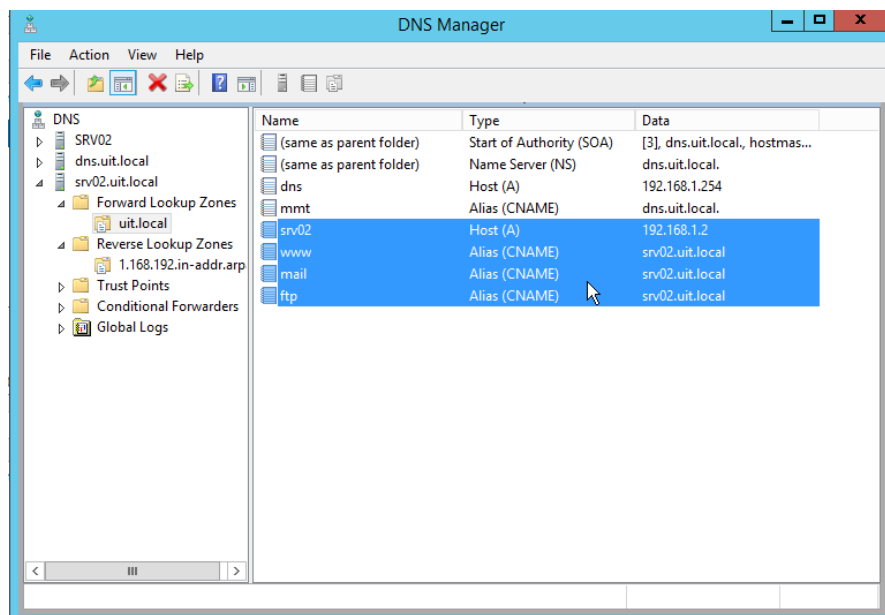 DNS Manager
File Action View Help
DNS
SRV02
dns.uit.local
srv02.uit.local
Forward Lookup Zones
uit.local
Reverse Lookup Zones
1.168.192.in-addr.arp
Trust Points
Conditional Forwarders
Global Logs
Name Type Data
(same as parent folder) Start of Authority (SOA) [3], dns.uit.local., hostmas...
(same as parent folder) Name Server (NS) dns.uit.local.
dns Host (A) 192.168.1.254
mmt Alias (CNAME) dns.uit.local.
srv02 Host (A) 192.168.1.2
www Alias (CNAME) srv02.uit.local
mail Alias (CNAME) srv02.uit.local
ftp Alias (CNAME) srv02.uit.local